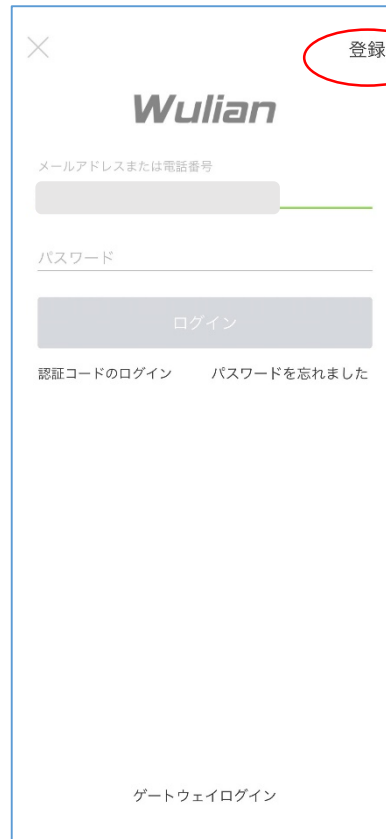 登録
Wulian
メールアドレスまたは電話番号
パスワード
ログイン
認証コードのログイン パスワードを忘れました
ゲートウェイログイン